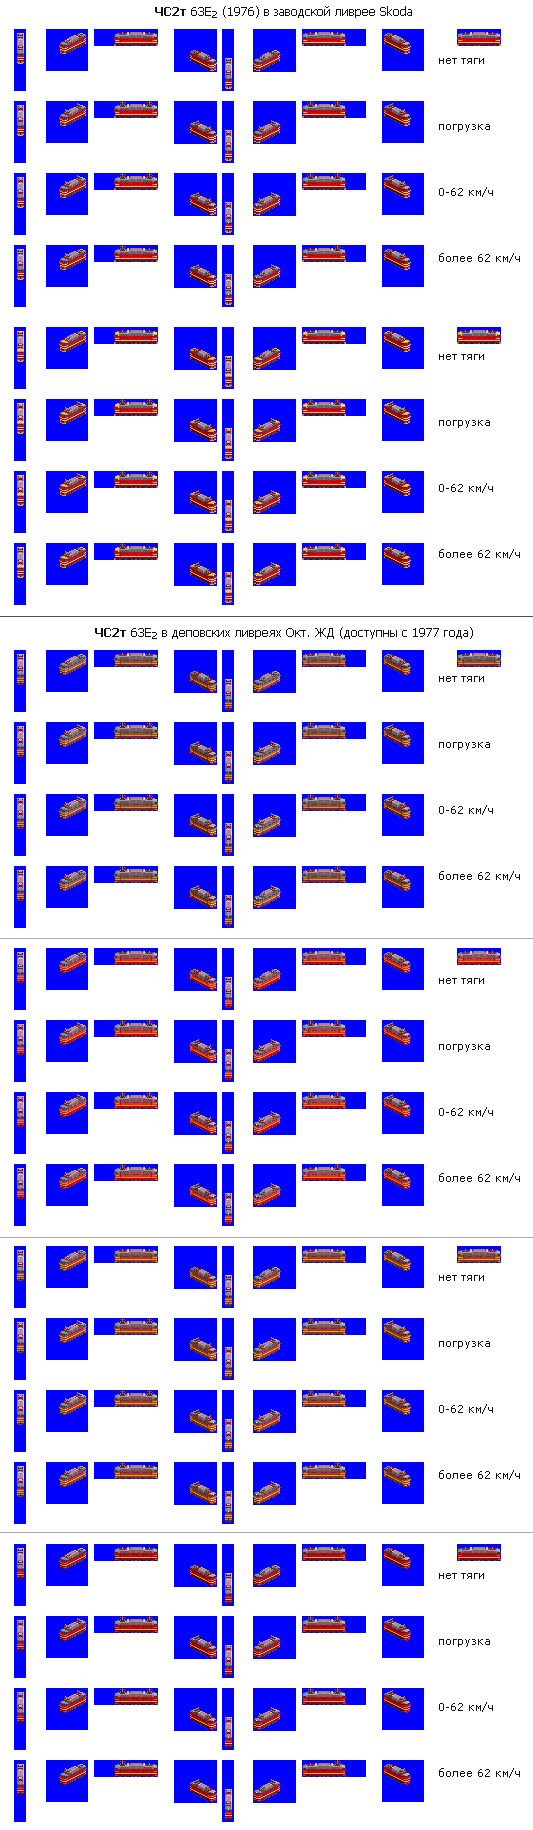 ЧС2т 63Е₂ (1976) в заводской ливрее Skoda
нет тяги
погрузка
0-62 км/ч
более 62 км/ч
нет тяги
погрузка
0-62 км/ч
более 62 км/ч
ЧС2т 63Е₂ в деповских ливреях Окт. ЖД (доступны с 1977 года)
нет тяги
погрузка
0-62 км/ч
более 62 км/ч
нет тяги
погрузка
0-62 км/ч
более 62 км/ч
нет тяги
погрузка
0-62 км/ч
более 62 км/ч
нет тяги
погрузка
0-62 км/ч
более 62 км/ч